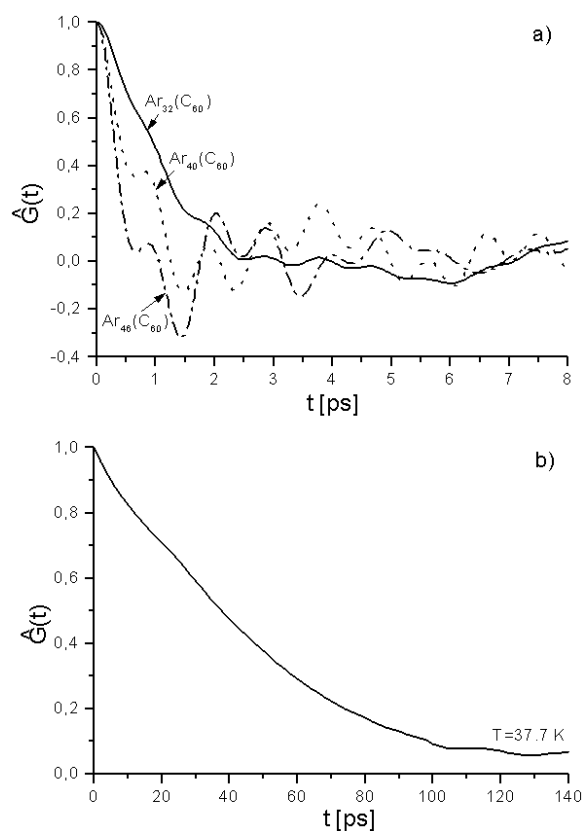 a)
1,0
0,8
0,6
0,4
0,2
0,0
-0,2
-0,4
Ĝ(t)
Ar₃₂(C₆₀)
Ar₄₀(C₆₀)
Ar₄₆(C₆₀)
0 1 2 3 4 5 6 7 8
t [ps]
b)
1,0
0,8
0,6
0,4
0,2
0,0
Ĝ(t)
T=37.7 K
0 20 40 60 80 100 120 140
t [ps]